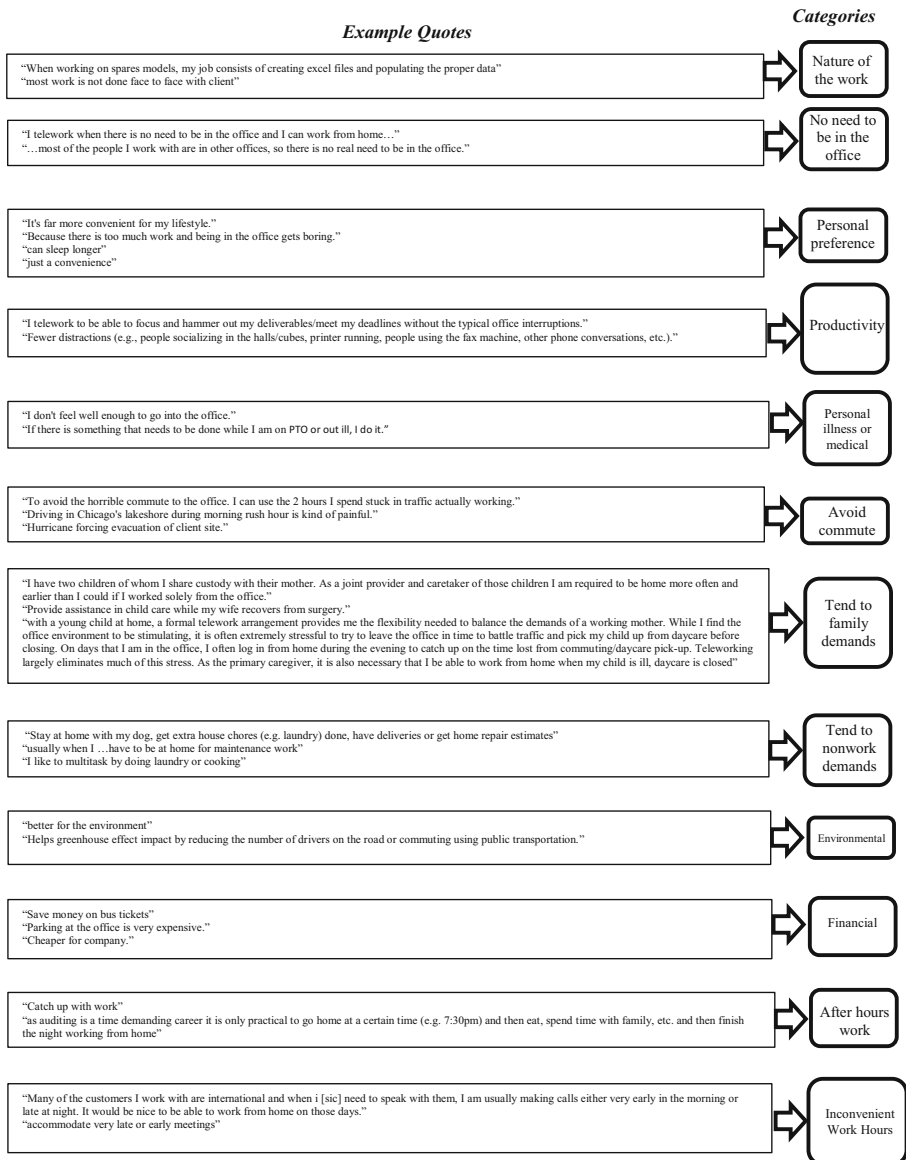 Example Quotes
Categories
“When working on spares models, my job consists of creating excel files and populating the proper data”
“most work is not done face to face with client”
Nature of
the work
“I telework when there is no need to be in the office and I can work from home…”
“…most of the people I work with are in other offices, so there is no real need to be in the office.”
No need to
be in the
office
“It's far more convenient for my lifestyle.”
“Because there is too much work and being in the office gets boring.”
“can sleep longer”
“just a convenience”
Personal
preference
“I telework to be able to focus and hammer out my deliverables/meet my deadlines without the typical office interruptions.”
“Fewer distractions (e.g., people socializing in the halls/cubes, printer running, people using the fax machine, other phone conversations, etc.).”
Productivity
“I don't feel well enough to go into the office.”
“If there is something that needs to be done while I am on PTO or out ill, I do it.”
Personal
illness or
medical
“To avoid the horrible commute to the office. I can use the 2 hours I spend stuck in traffic actually working.”
“Driving in Chicago's lakeshore during morning rush hour is kind of painful.”
“Hurricane forcing evacuation of client site.”
Avoid
commute
“I have two children of whom I share custody with their mother. As a joint provider and caretaker of those children I am required to be home more often and
earlier than I could if I worked solely from the office.”
“Provide assistance in child care while my wife recovers from surgery.”
“with a young child at home, a formal telework arrangement provides me the flexibility needed to balance the demands of a working mother. While I find the
office environment to be stimulating, it is often extremely stressful to try to leave the office in time to battle traffic and pick my child up from daycare before
closing. On days that I am in the office, I often log in from home during the evening to catch up on the time lost from commuting/daycare pick-up. Teleworking
largely eliminates much of this stress. As the primary caregiver, it is also necessary that I be able to work from home when my child is ill, daycare is closed”
Tend to
family
demands
“Stay at home with my dog, get extra house chores (e.g. laundry) done, have deliveries or get home repair estimates”
“usually when I …have to be at home for maintenance work”
“I like to multitask by doing laundry or cooking”
Tend to
nonwork
demands
“better for the environment”
“Helps greenhouse effect impact by reducing the number of drivers on the road or commuting using public transportation.”
Environmental
“Save money on bus tickets”
“Parking at the office is very expensive.”
“Cheaper for company.”
Financial
“Catch up with work”
“as auditing is a time demanding career it is only practical to go home at a certain time (e.g. 7:30pm) and then eat, spend time with family, etc. and then finish
the night working from home”
After hours
work
“Many of the customers I work with are international and when i [sic] need to speak with them, I am usually making calls either very early in the morning or
late at night. It would be nice to be able to work from home on those days.”
“accommodate very late or early meetings”
Inconvenient
Work Hours